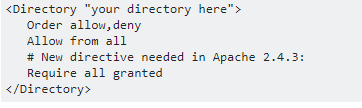 <Directory "your directory here">
   Order allow,deny
   Allow from all
   # New directive needed in Apache 2.4.3:
   Require all granted
</Directory>